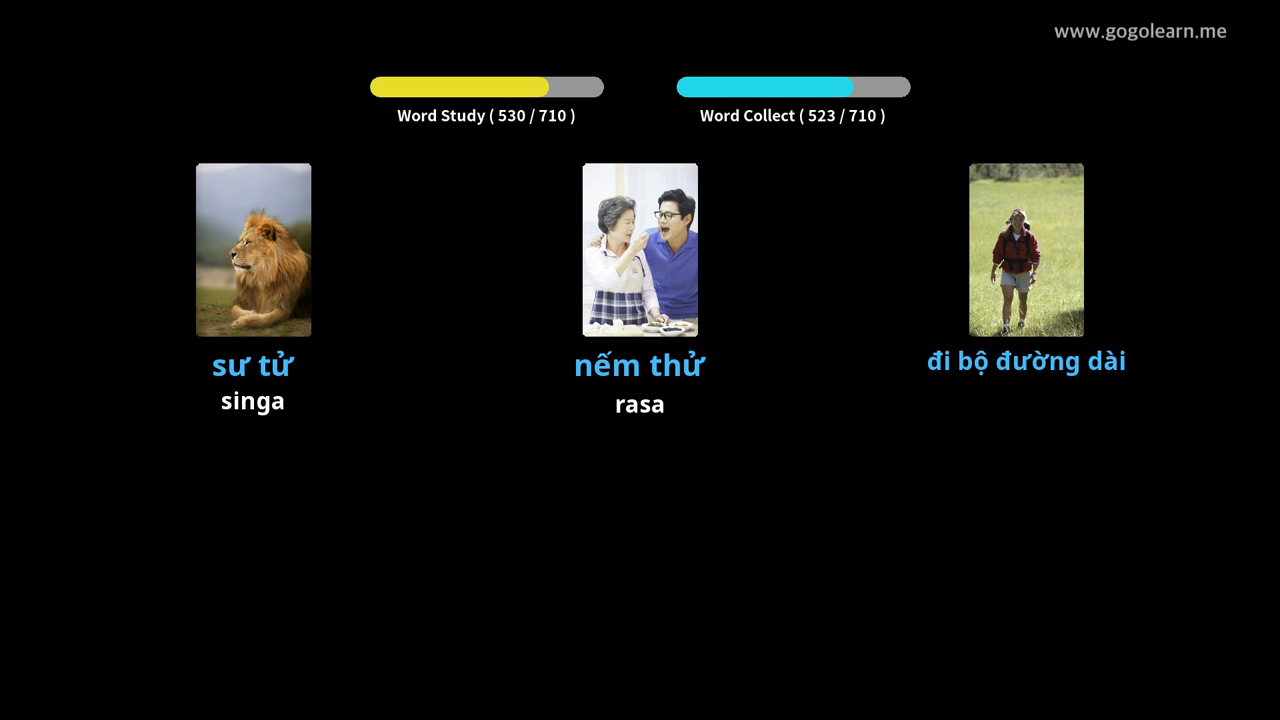 www.gogolearn.me
Word Study ( 530 / 710 )
Word Collect ( 523 / 710 )
sư tử
singa
nếm thử
rasa
đi bộ đường dài